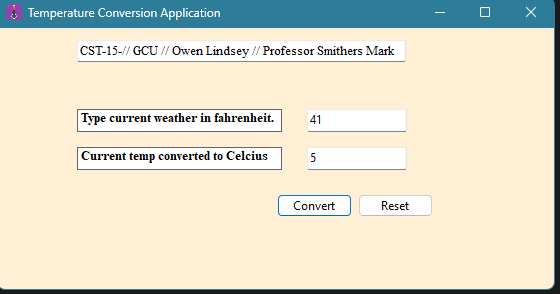 Temperature Conversion Application
CST-15-// GCU // Owen Lindsey // Professor Smithers Mark
Type current weather in fahrenheit.
41
Current temp converted to Celcius
5
Convert
Reset